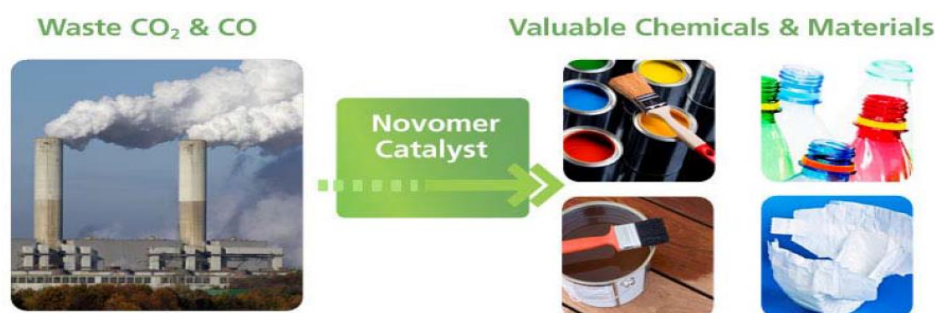 Waste CO₂ & CO
Valuable Chemicals & Materials
Novomer
Catalyst